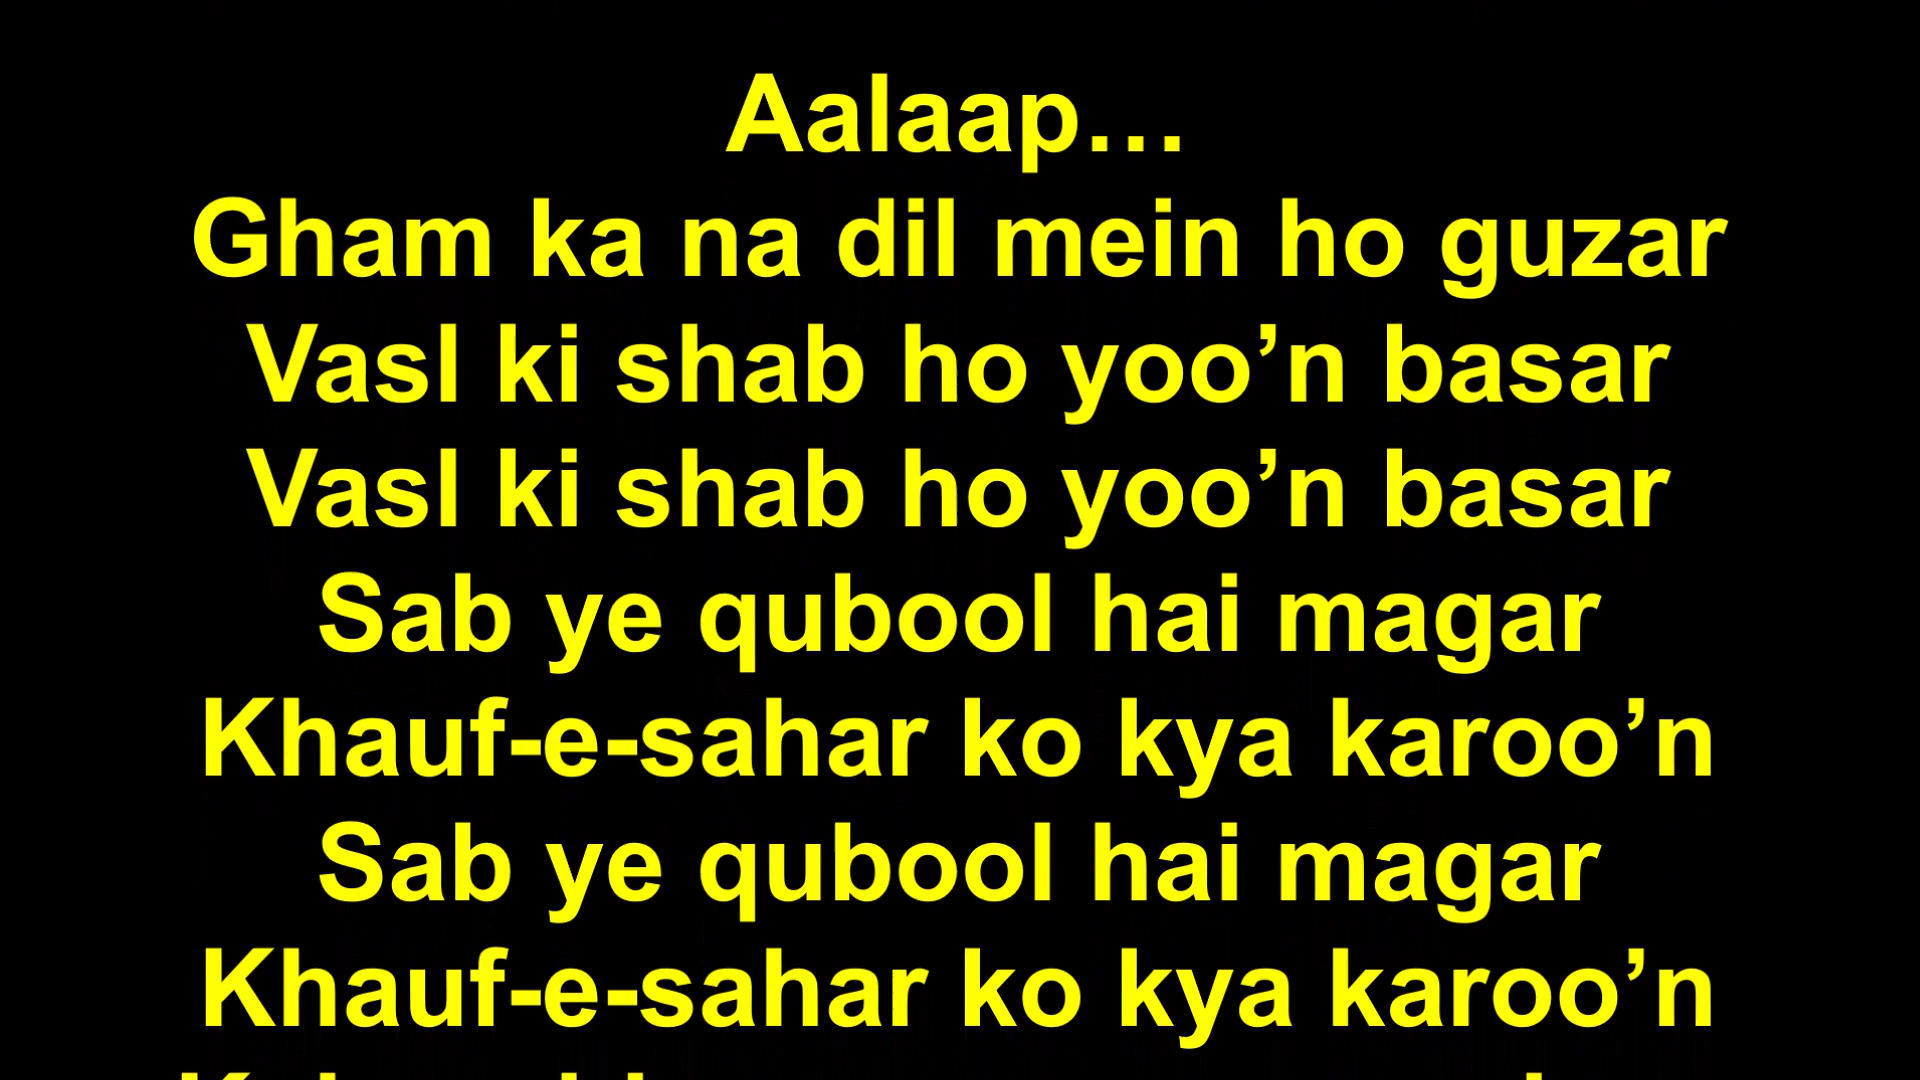 Aalaap…
Gham ka na dil mein ho guzar
Vasl ki shab ho yoo’n basar
Vasl ki shab ho yoo’n basar
Sab ye qubool hai magar
Khauf-e-sahar ko kya karoo’n
Sab ye qubool hai magar
Khauf-e-sahar ko kya karoo’n